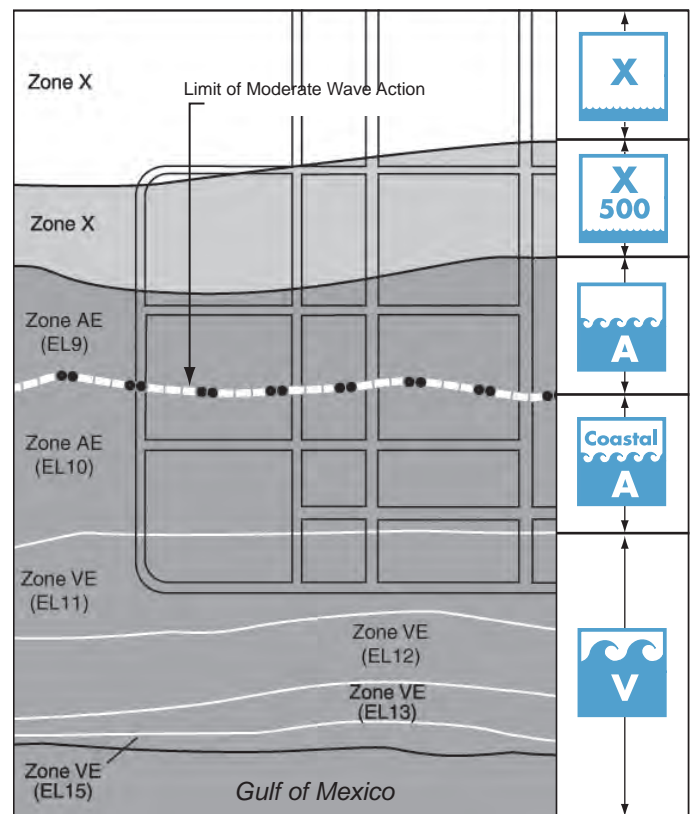 Zone X
Limit of Moderate Wave Action
X
Zone X
X
500
Zone AE
(EL9)
A
Zone AE
(EL10)
Coastal
A
Zone VE
(EL11)
Zone VE
(EL12)
V
Zone VE
(EL13)
Zone VE
(EL15)
Gulf of Mexico